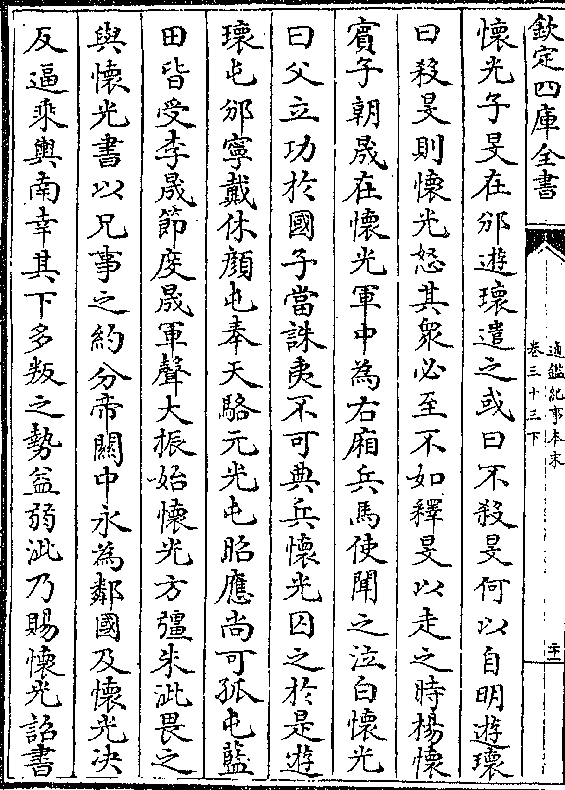 欽定四庫全書
通鑑紀事本末
卷三十三下
二十一
懷光子旻在邠遊瓌遣之或曰不殺旻何以自明遊瓌
曰殺旻則懷光怒其衆必至不如釋旻以走之時楊懷
賓子朝晟在懷光軍中為右廂兵馬使聞之泣白懷光
曰父立功於國子當誅夷不可典兵懷光囚之於是遊
瓌屯邠寧戴休顔屯奉天駱元光屯昭應尚可孤屯藍
田皆受李晟節度晟軍聲大振始懷光方彊朱泚畏之
與懷光書以兄事之約分帝關中永為鄰國及懷光决
反逼乘輿南幸其下多叛之勢益弱泚乃賜懷光詔書